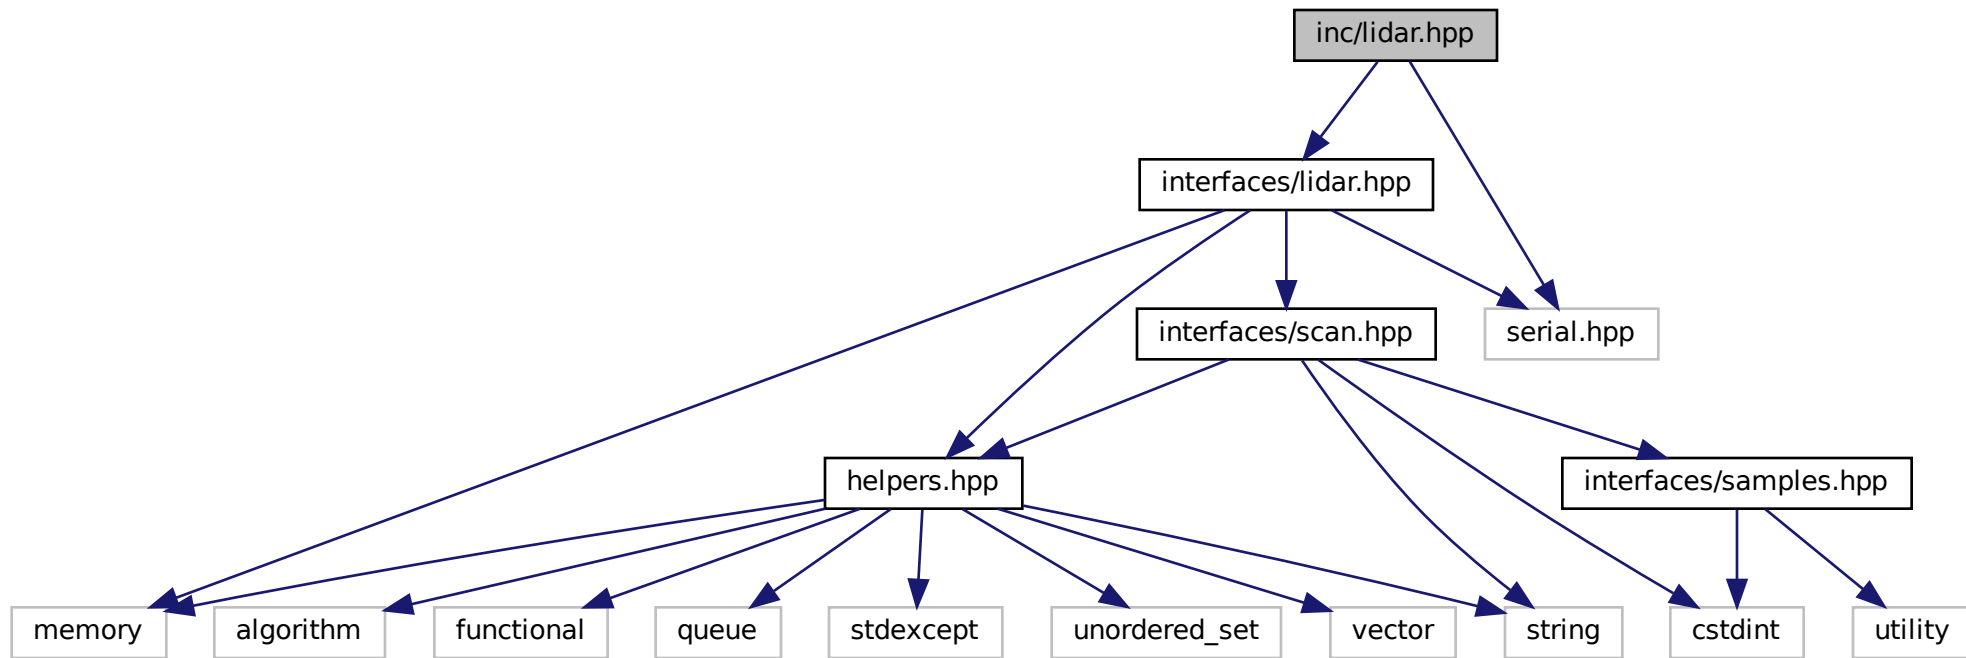 inc/lidar.hpp
interfaces/lidar.hpp
interfaces/scan.hpp
serial.hpp
helpers.hpp
interfaces/samples.hpp
memory
algorithm
functional
queue
stdexcept
unordered_set
vector
string
cstdint
utility